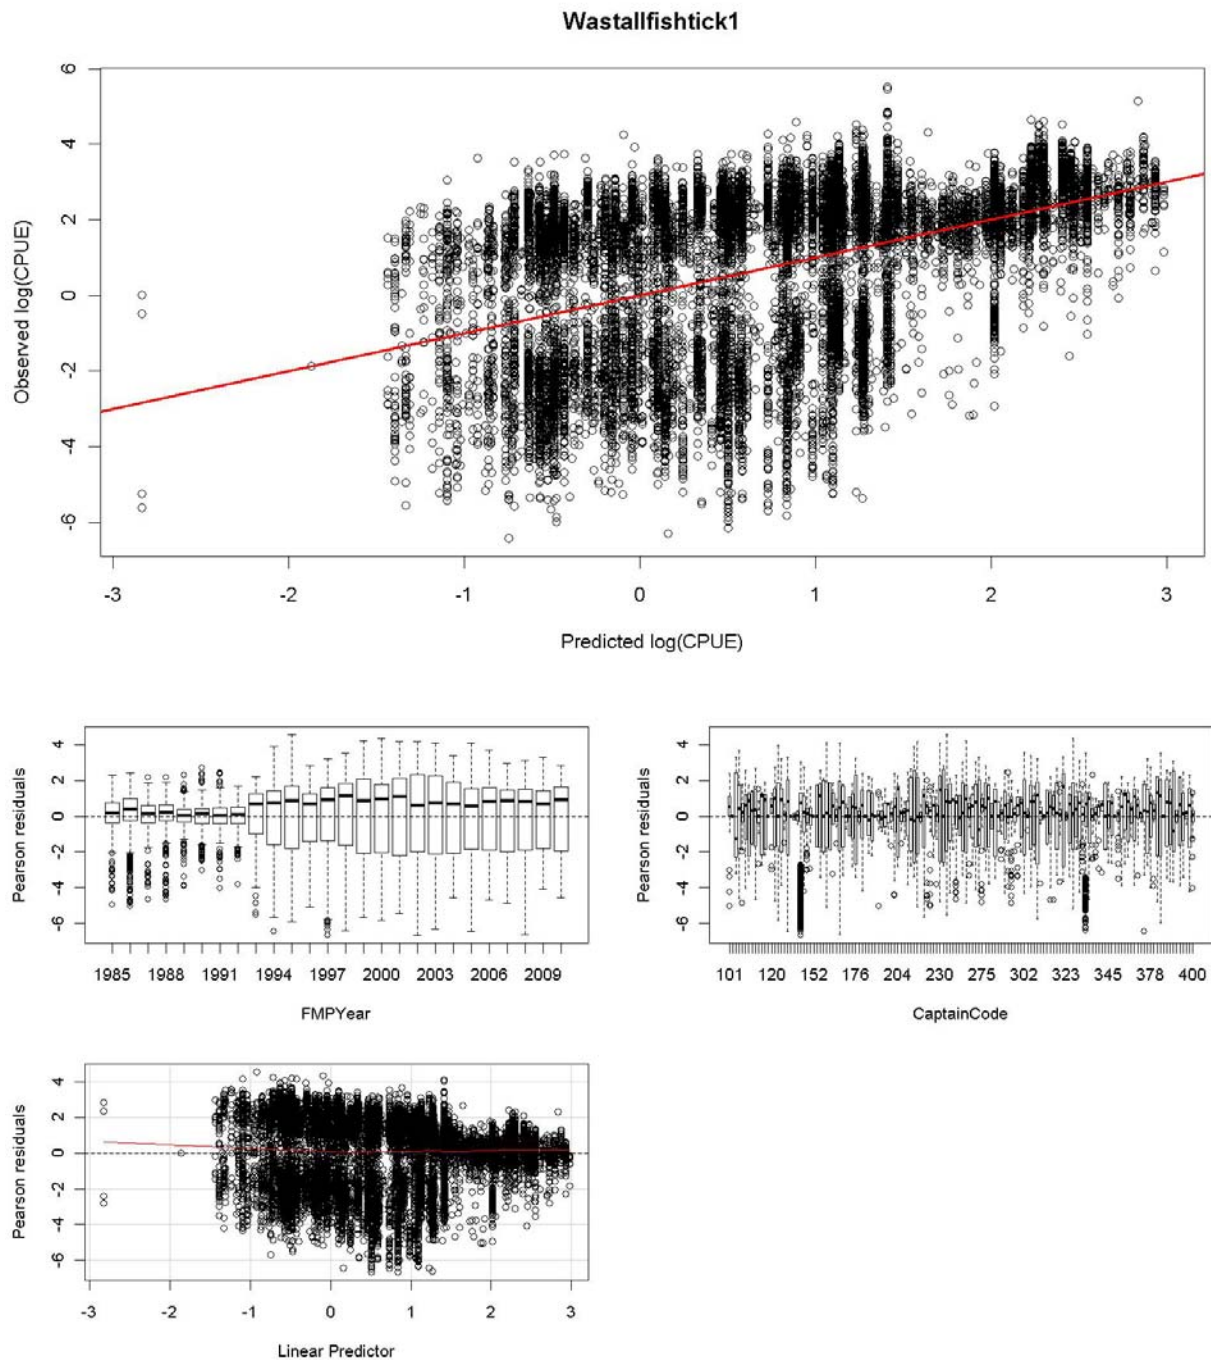 Wastallfishtick1
6
4
2
0
-2
-4
-6
Observed log(CPUE)
-3 -2 -1 0 1 2 3
Predicted log(CPUE)
4
2
0
-2
-4
-6
Pearson residuals
1985 1988 1991 1994 1997 2000 2003 2006 2009
FMPYear
4
2
0
-2
-4
-6
Pearson residuals
101 120 152 176 204 230 275 302 323 345 378 400
CaptainCode
4
2
0
-2
-4
-6
Pearson residuals
-3 -2 -1 0 1 2 3
Linear Predictor